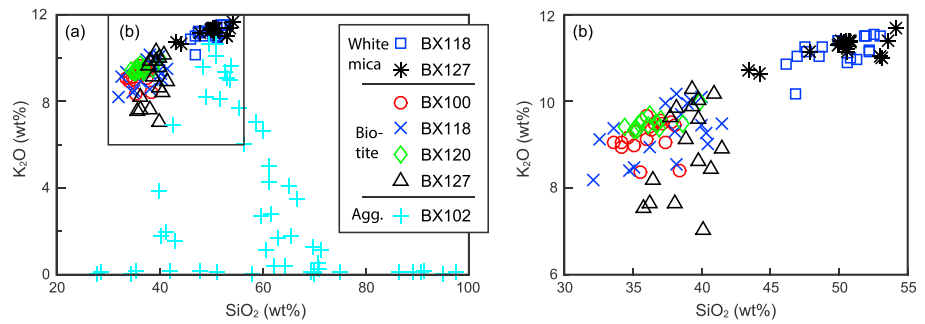 (a)
(b)
12
8
4
0
20
40
60
80
100
K₂O (wt%)
SiO₂ (wt%)
White
mica
BX118
BX127
Bio-
tite
BX100
BX118
BX120
BX127
Agg.
BX102
(b)
12
10
8
6
30
35
40
45
50
55
K₂O (wt%)
SiO₂ (wt%)